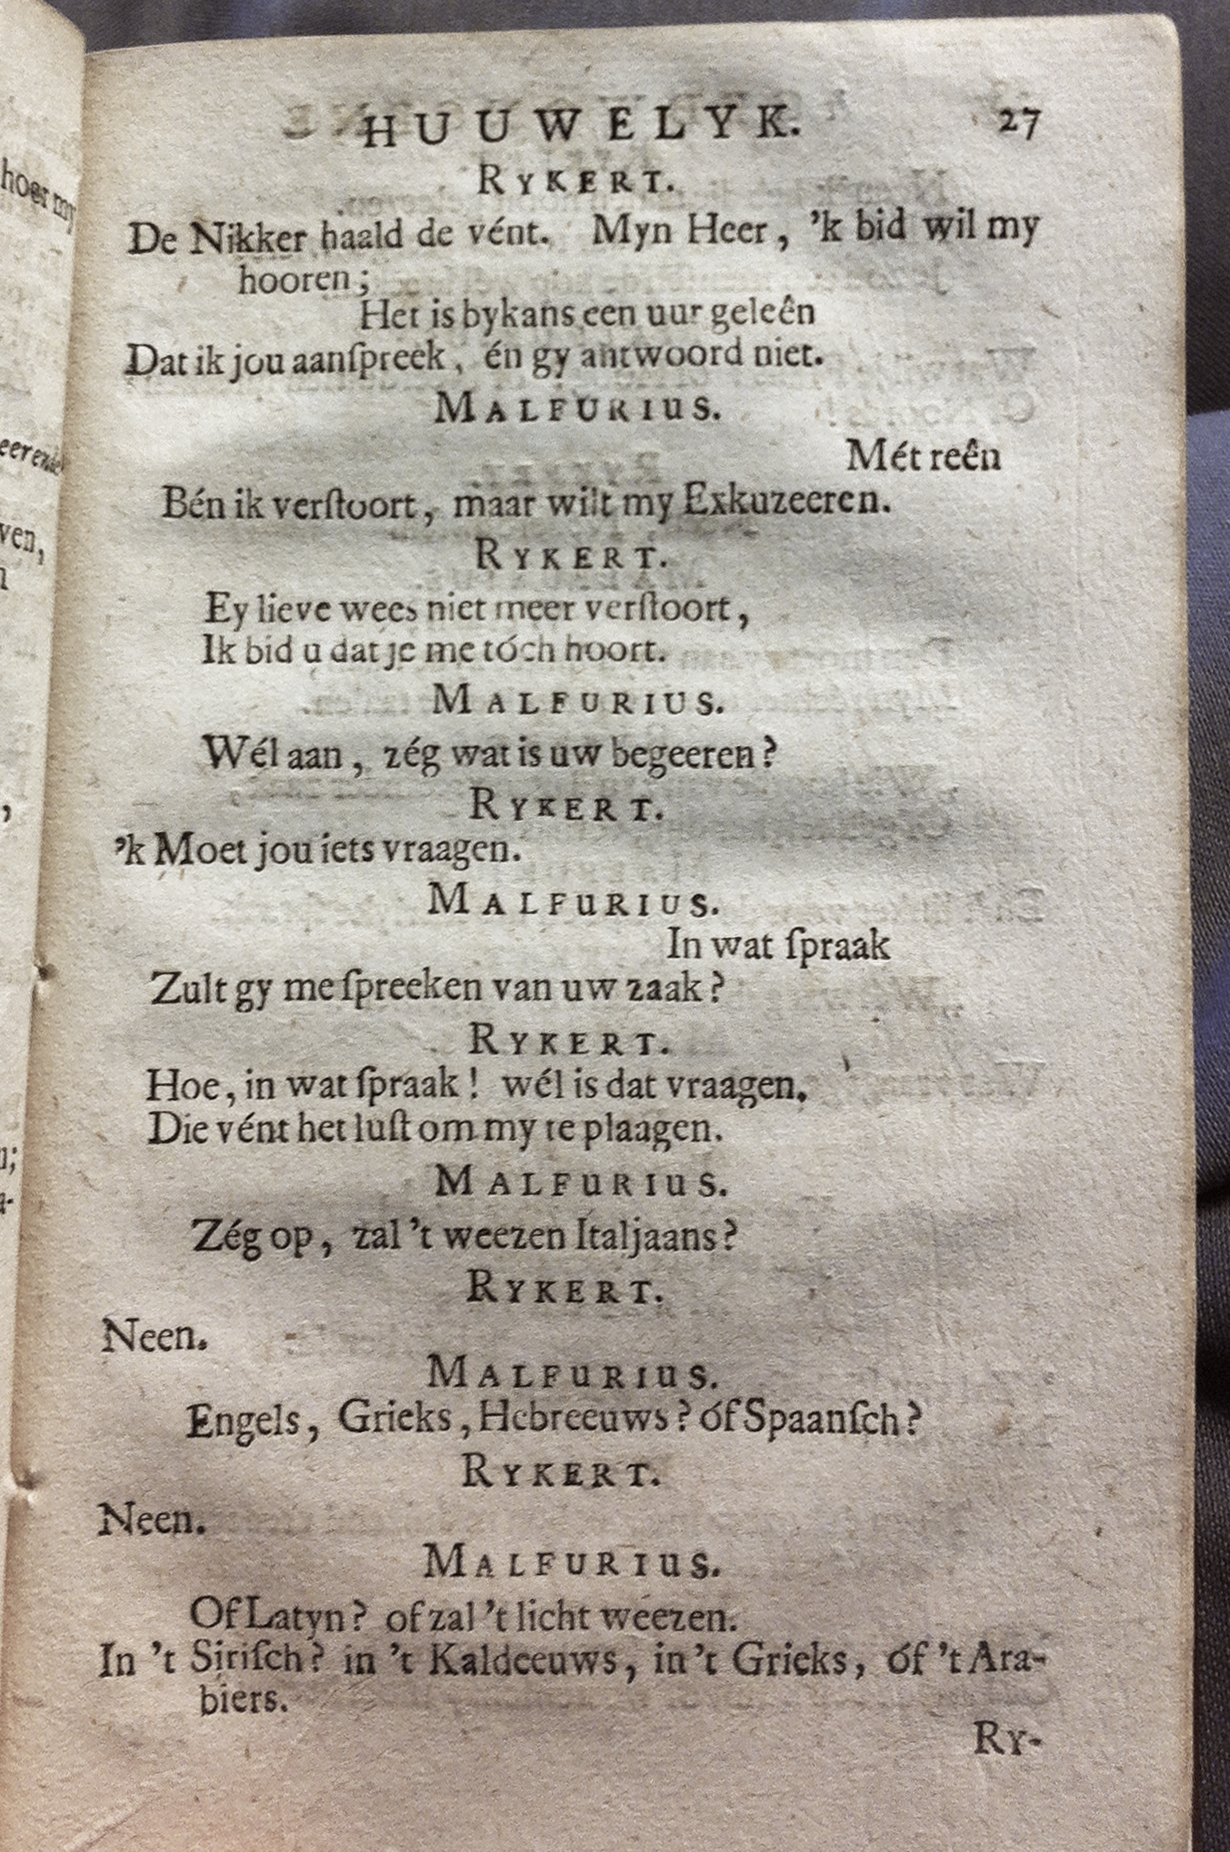 HUUWELYK. 27
RYKERT.
De Nikker haald de vént. Myn Heer, 'k bid wil my
hooren;
Het is bykans een uur geleên
Dat ik jou aanſpreek, én gy antwoord niet.
MALFURIUS.
Mét reên
Bén ik verſtoort, maar wilt my Exkuzeeren.
RYKERT.
Ey lieve wees niet meer verſtoort,
Ik bid u dat je me tóch hoort.
MALFURIUS.
Wél aan, zég wat is uw begeeren?
RYKERT.
'k Moet jou iets vraagen.
MALFURIUS.
In wat ſpraak
Zult gy me ſpreeken van uw zaak?
RYKERT.
Hoe, in wat ſpraak! wél is dat vraagen,
Die vént het luſt om my te plaagen.
MALFURIUS.
Zég op, zal 't weezen Italjaans?
RYKERT.
Neen.
MALFURIUS.
Engels, Grieks, Hebreeuws? óf Spaanſch?
RYKERT.
Neen.
MALFURIUS.
Of Latyn? of zal 't licht weezen.
In 't Siriſch? in 't Kaldeeuws, in 't Grieks, óf 't Ara-
biers.
RY-